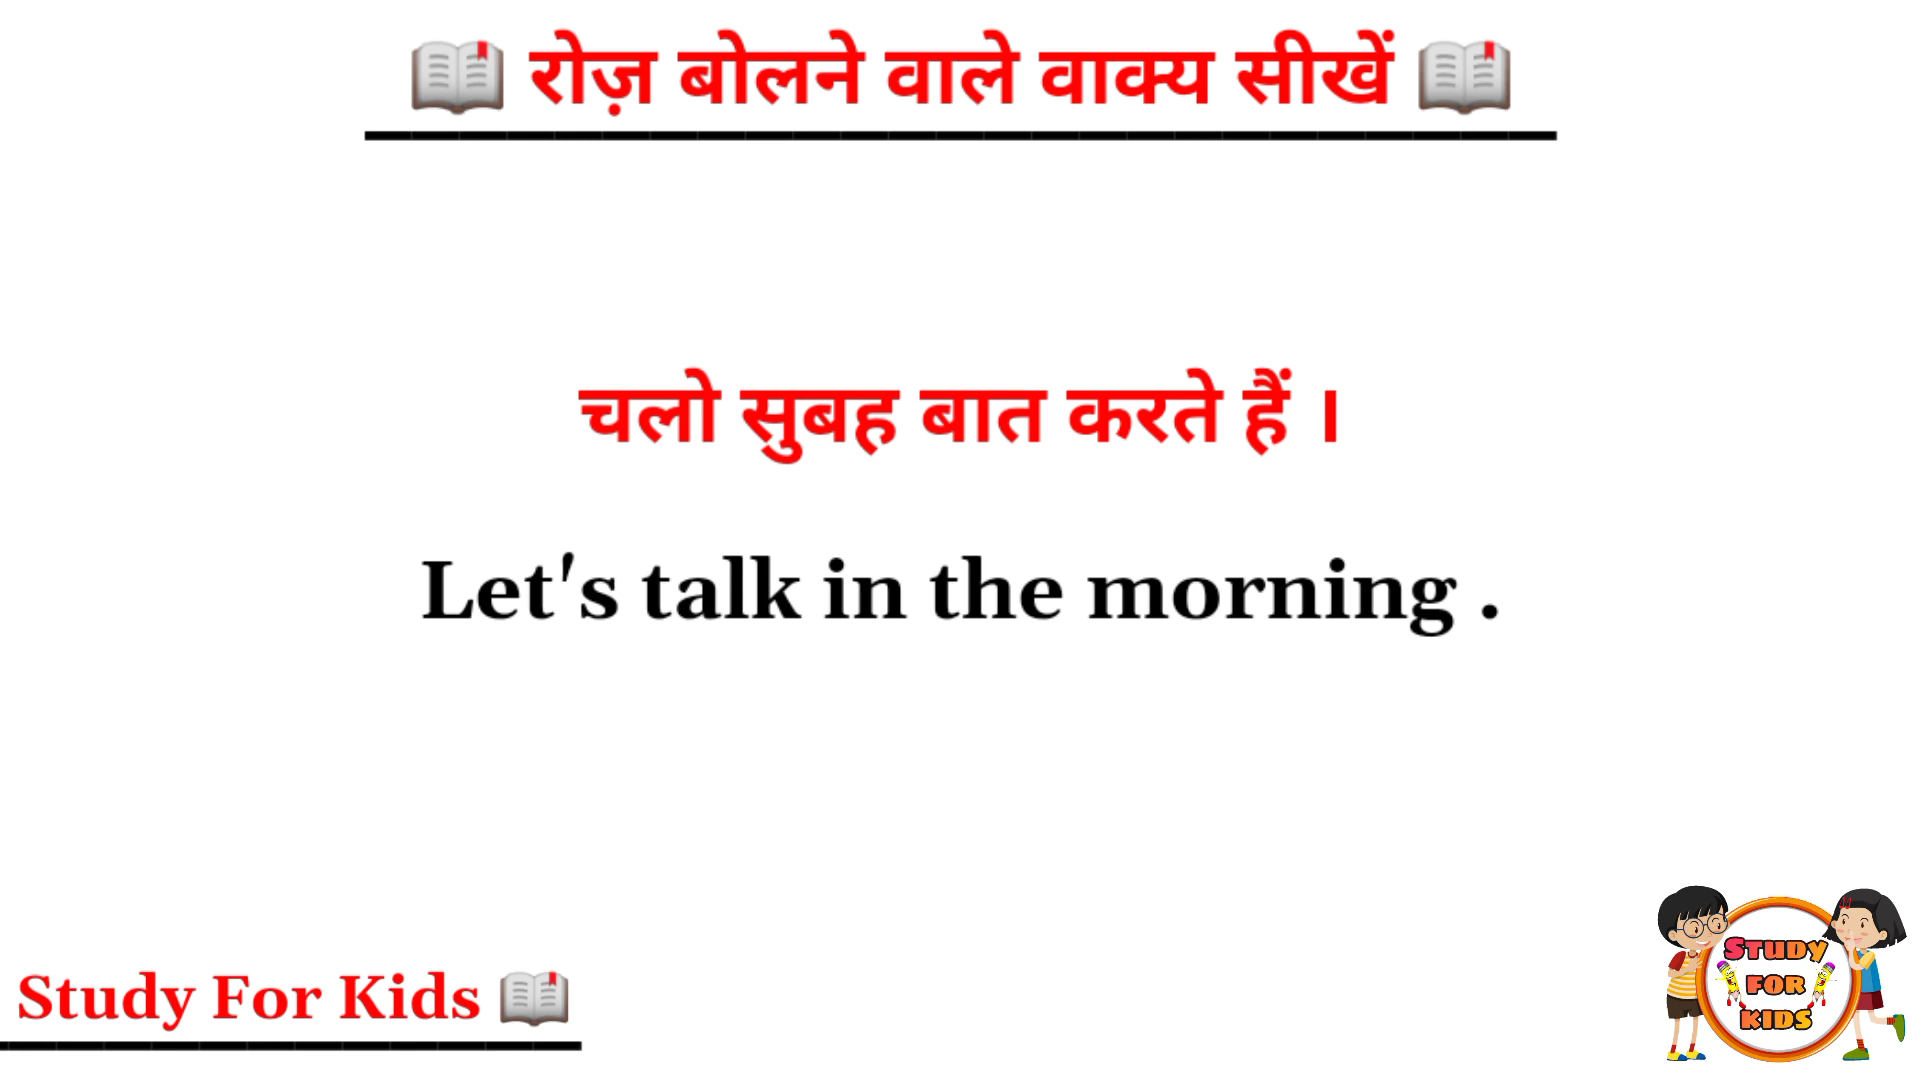 📖 रोज़ बोलने वाले वाक्य सीखें 📖
चलो सुबह बात करते हैं ।
Let's talk in the morning .
Study For Kids 📖
STUDY
FOR
KIDS